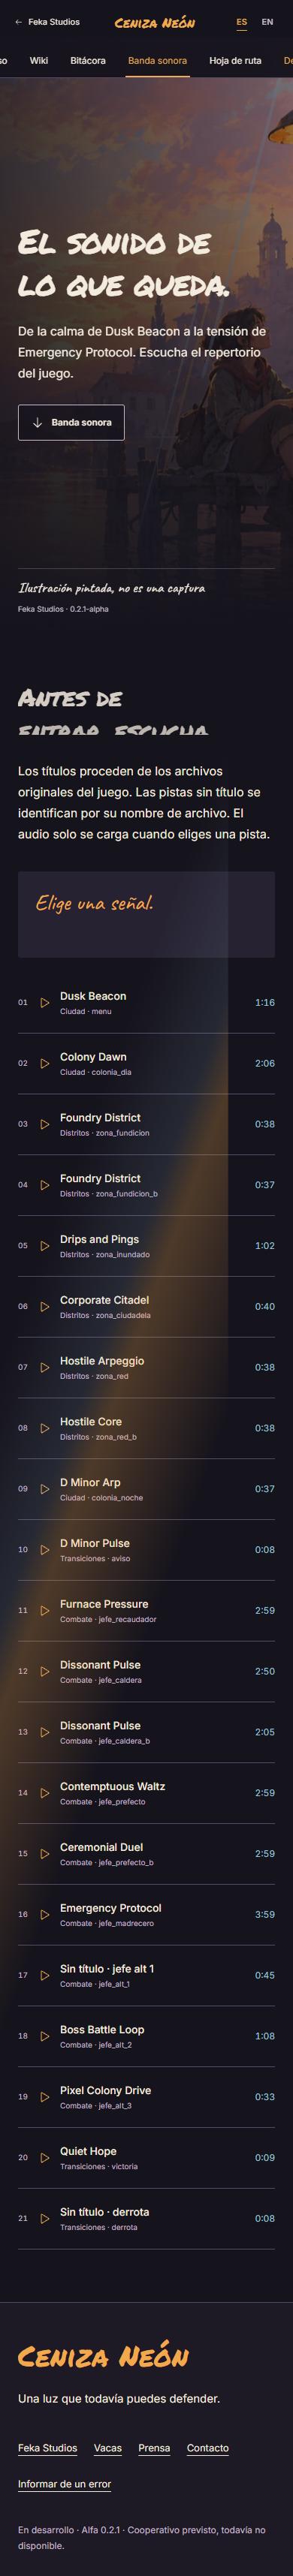 ← Feka Studios
Ceniza Neón
ES EN
so Wiki Bitácora Banda sonora Hoja de ruta De
El sonido de
lo que queda.
De la calma de Dusk Beacon a la tensión de
Emergency Protocol. Escucha el repertorio
del juego.
↓ Banda sonora
Ilustración pintada, no es una captura
Feka Studios · 0.2.1-alpha
Antes de
entrar, escucha
Los títulos proceden de los archivos
originales del juego. Las pistas sin título se
identifican por su nombre de archivo. El
audio solo se carga cuando eliges una pista.
Elige una señal.
01 Dusk Beacon 1:16
Ciudad · menu
02 Colony Dawn 2:06
Ciudad · colonia_dia
03 Foundry District 0:38
Distritos · zona_fundicion
04 Foundry District 0:37
Distritos · zona_fundicion_b
05 Drips and Pings 1:02
Distritos · zona_inundado
06 Corporate Citadel 0:40
Distritos · zona_ciudadela
07 Hostile Arpeggio 0:38
Distritos · zona_red
08 Hostile Core 0:38
Distritos · zona_red_b
09 D Minor Arp 0:37
Ciudad · colonia_noche
10 D Minor Pulse 0:08
Transiciones · aviso
11 Furnace Pressure 2:59
Combate · jefe_recaudador
12 Dissonant Pulse 2:50
Combate · jefe_caldera
13 Dissonant Pulse 2:05
Combate · jefe_caldera_b
14 Contemptuous Waltz 2:59
Combate · jefe_prefecto
15 Ceremonial Duel 2:59
Combate · jefe_prefecto_b
16 Emergency Protocol 3:59
Combate · jefe_madrecero
17 Sin título · jefe alt 1 0:45
Combate · jefe_alt_1
18 Boss Battle Loop 1:08
Combate · jefe_alt_2
19 Pixel Colony Drive 0:33
Combate · jefe_alt_3
20 Quiet Hope 0:09
Transiciones · victoria
21 Sin título · derrota 0:08
Transiciones · derrota
Ceniza Neón
Una luz que todavía puedes defender.
Feka Studios Vacas Prensa Contacto
Informar de un error
En desarrollo · Alfa 0.2.1 · Cooperativo previsto, todavía no
disponible.